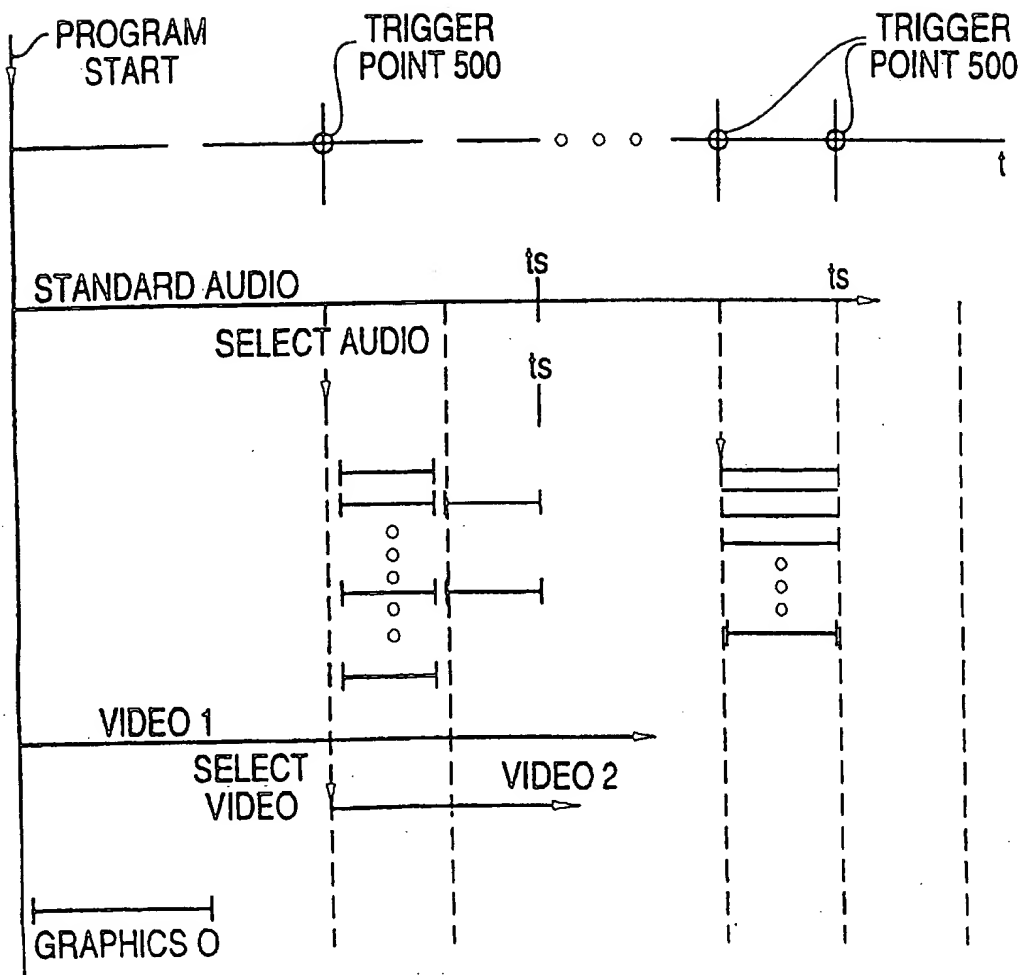 PROGRAM
START
TRIGGER
POINT 500
TRIGGER
POINT 500
t
STANDARD AUDIO
ts
ts
SELECT AUDIO
ts
VIDEO 1
SELECT
VIDEO
VIDEO 2
GRAPHICS O